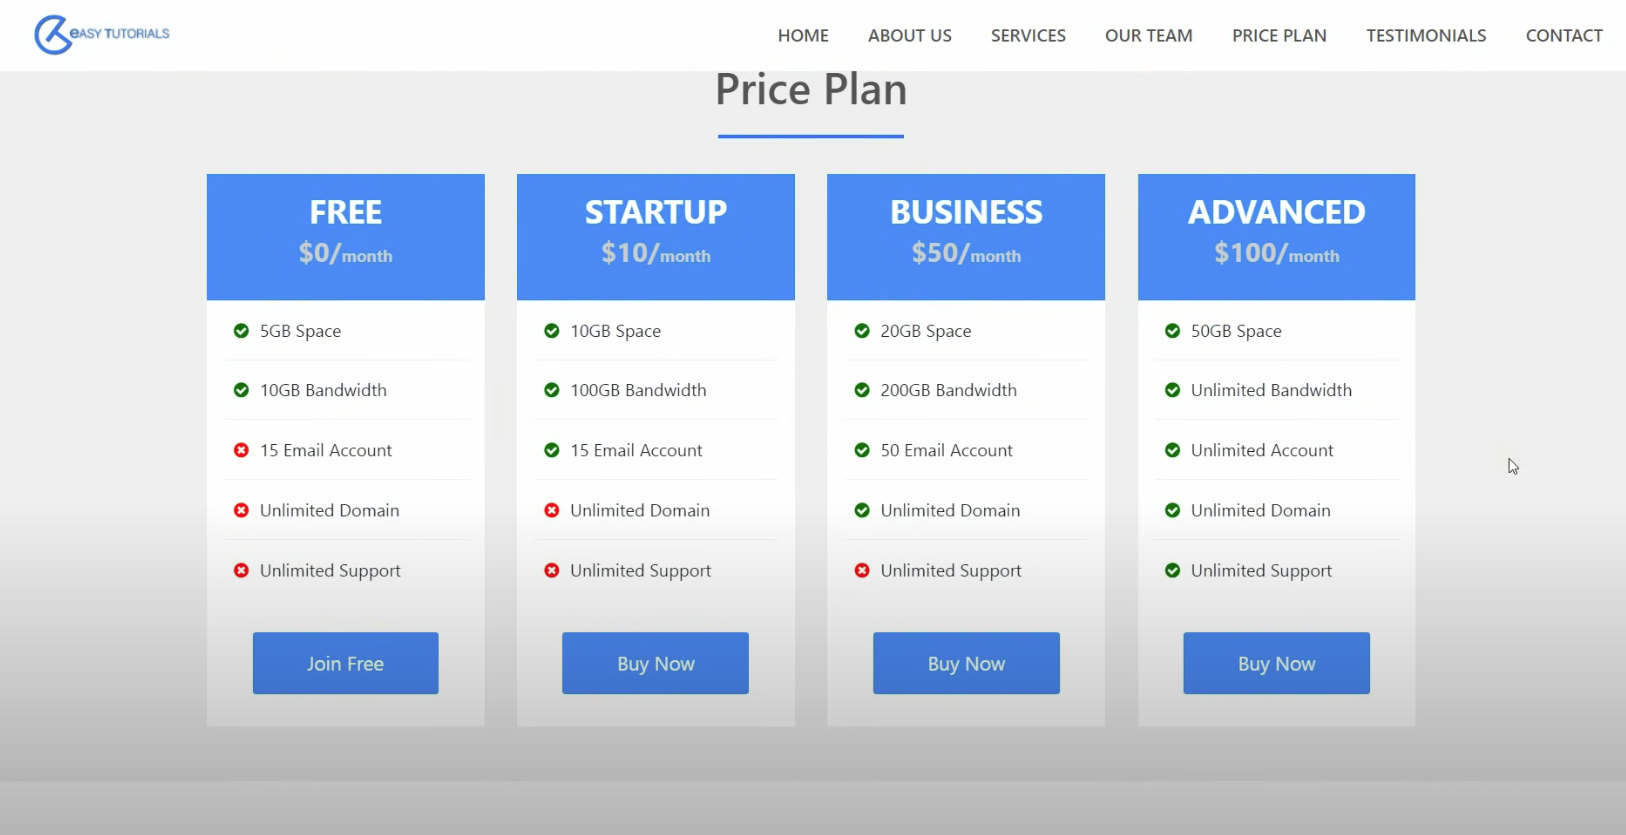 eASY TUTORIALS
HOME ABOUT US SERVICES OUR TEAM PRICE PLAN TESTIMONIALS CONTACT
Price Plan
FREE
$0/month
5GB Space
10GB Bandwidth
15 Email Account
Unlimited Domain
Unlimited Support
Join Free
STARTUP
$10/month
10GB Space
100GB Bandwidth
15 Email Account
Unlimited Domain
Unlimited Support
Buy Now
BUSINESS
$50/month
20GB Space
200GB Bandwidth
50 Email Account
Unlimited Domain
Unlimited Support
Buy Now
ADVANCED
$100/month
50GB Space
Unlimited Bandwidth
Unlimited Account
Unlimited Domain
Unlimited Support
Buy Now